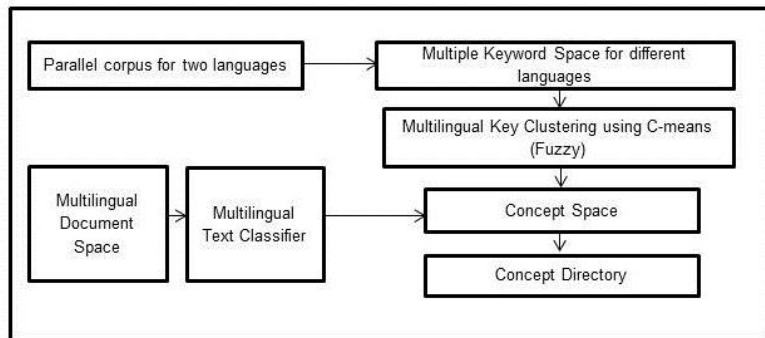 Parallel corpus for two languages
Multiple Keyword Space for different
languages
Multilingual Key Clustering using C-means
(Fuzzy)
Multilingual
Document
Space
Multilingual
Text Classifier
Concept Space
Concept Directory